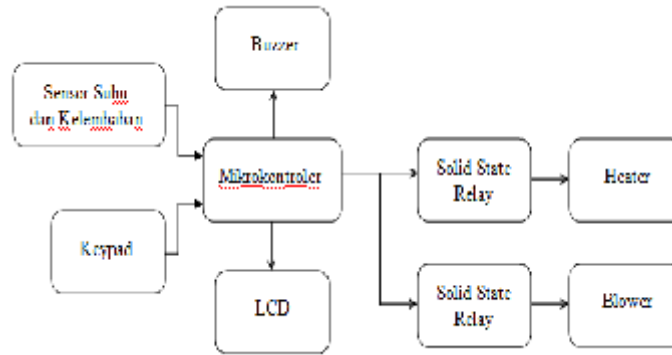 Buzzer
Sensor Suhu
dan Kelembaban
Mikrokontroler
Solid State
Relay
Heater
Keypad
LCD
Solid State
Relay
Blower